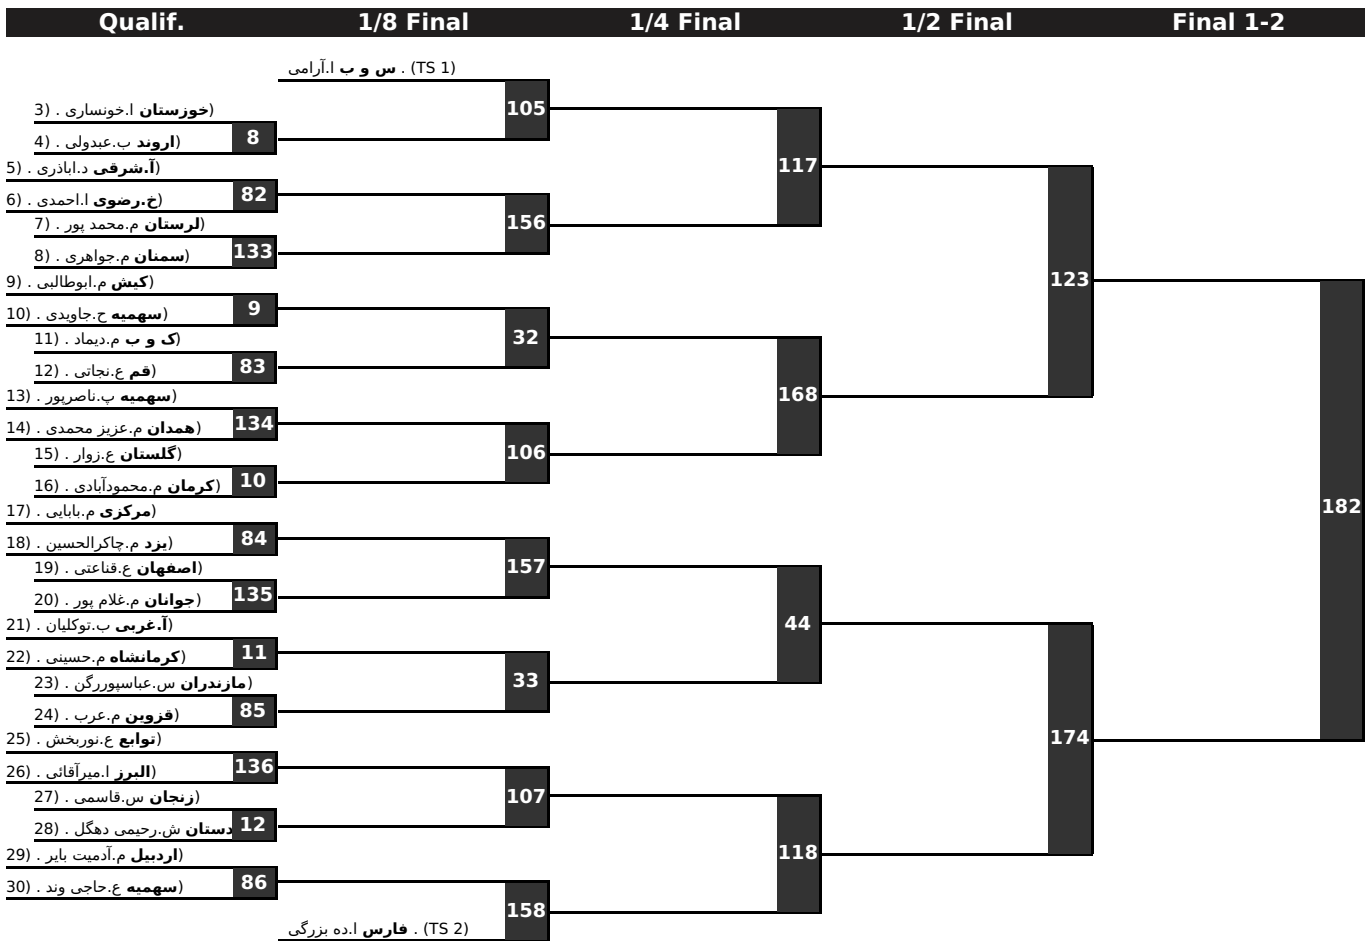 Qualif. 1/8 Final 1/4 Final 1/2 Final Final 1-2
(TS 1) . س و ب ا.آرامی
105
3) . خوزستان ا.خونساری)
8
4) . اروند ب.عبدولی)
117
5) . آ.شرقی د.اباذری)
82
6) . خ.رضوی ا.احمدی)
156
7) . لرستان م.محمد پور)
133
8) . سمنان م.جواهری)
123
9) . کیش م.ابوطالبی)
9
10) . سهمیه ح.جاویدی)
32
11) . ک و ب م.دیماد)
83
12) . قم ع.نجاتی)
168
13) . سهمیه پ.ناصرپور)
134
14) . همدان م.عزیز محمدی)
106
15) . گلستان ع.زوار)
10
16) . کرمان م.محمودآبادی)
182
17) . مرکزی م.بابایی)
84
18) . یزد م.چاکرالحسین)
157
19) . اصفهان ع.قناعتی)
135
20) . جوانان م.غلام پور)
44
21) . آ.غربی ب.توکلیان)
11
22) . کرمانشاه م.حسینی)
33
23) . مازندران س.عباسپوررگن)
85
24) . قزوین م.عرب)
174
25) . توابع ع.نوربخش)
136
26) . البرز ا.میرآقائی)
107
27) . زنجان س.قاسمی)
12
28) . دستان ش.رحیمی دهگل
118
29) . اردبیل م.آدمیت بایر)
86
30) . سهمیه ع.حاجی وند)
158
(TS 2) . فارس ا.ده بزرگی